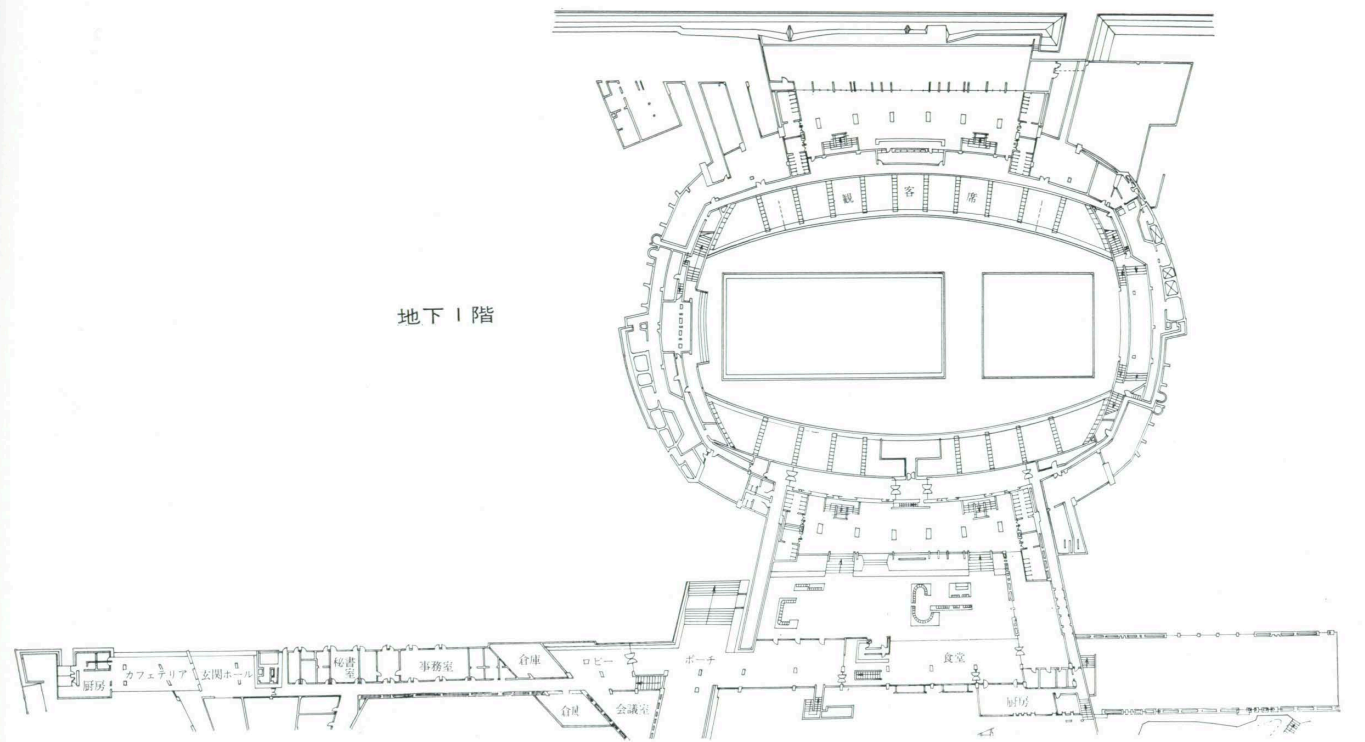 観客席
地下1階
厨房
カフェテリア
玄関ホール
秘書室
事務室
倉庫
ロビー
ポーチ
食堂
倉庫
会議室
厨房